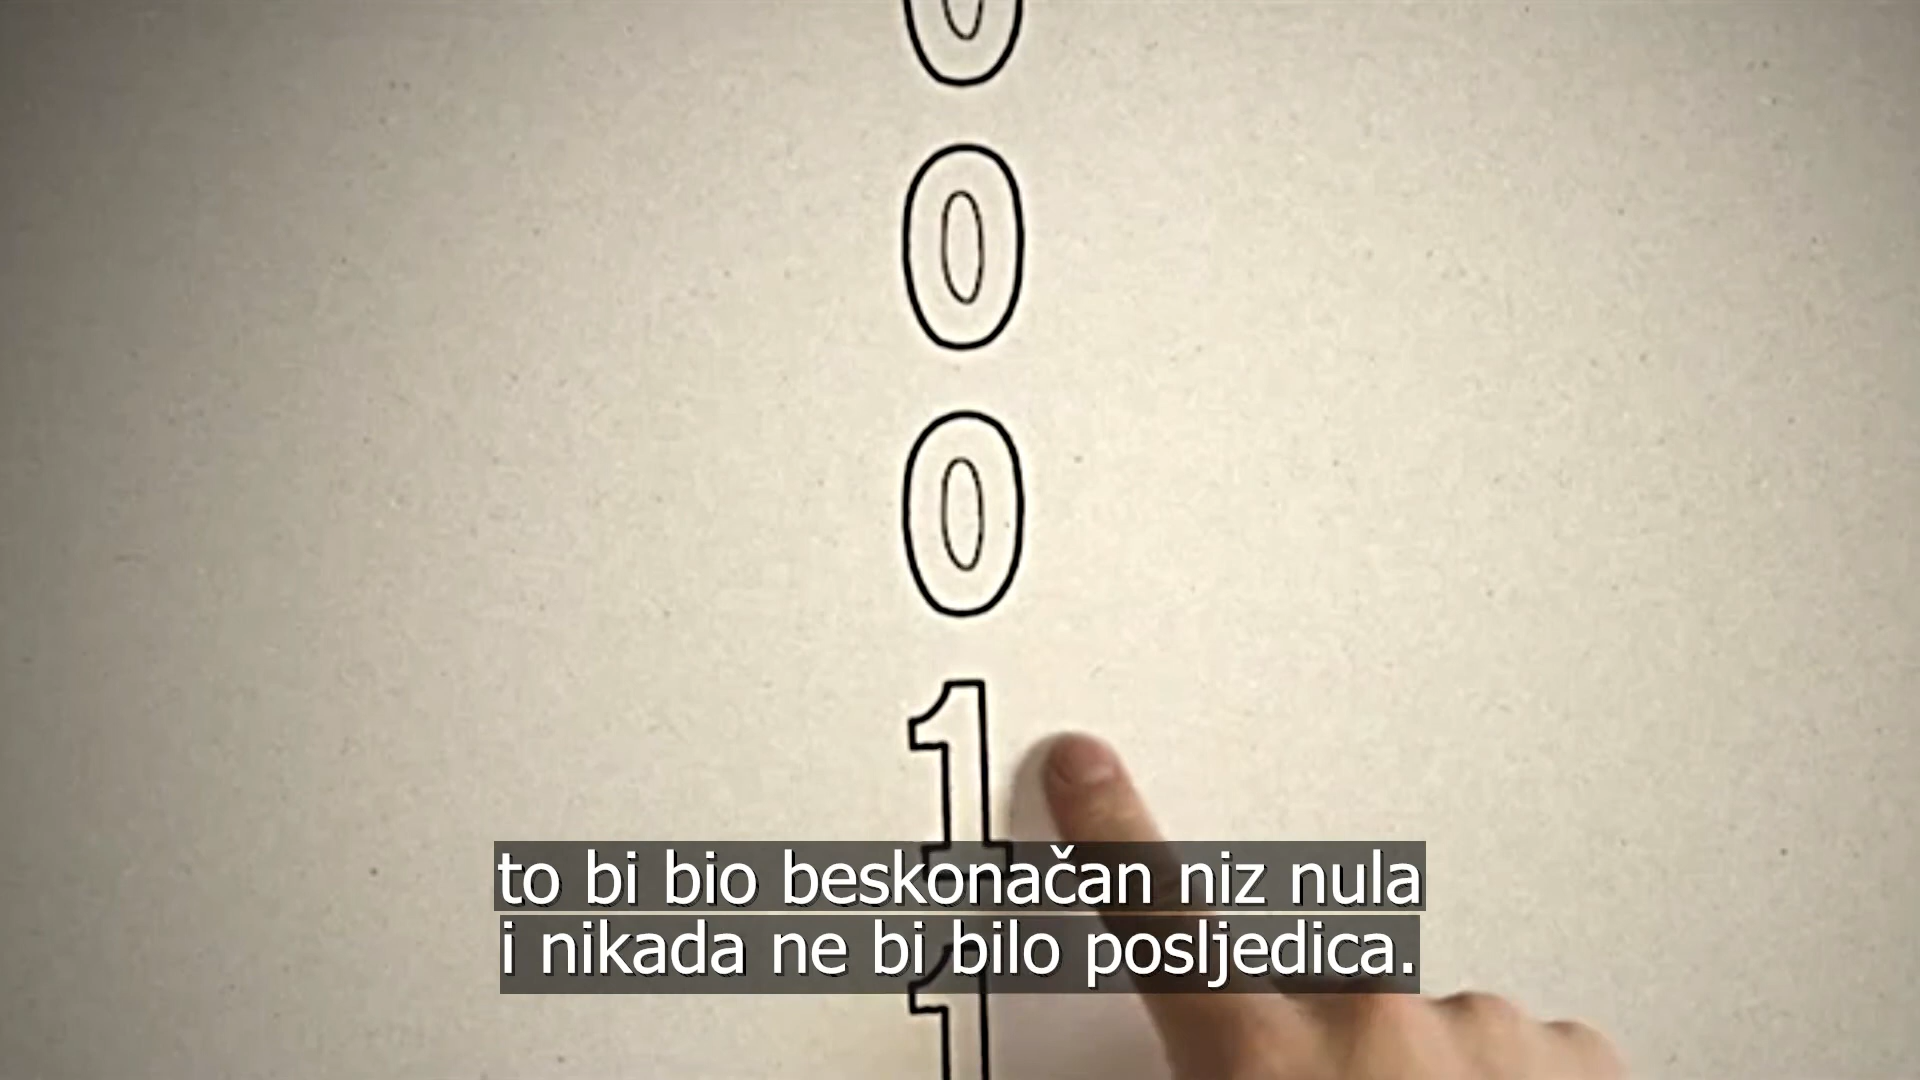 0
0
0
1
to bi bio beskonačan niz nula
i nikada ne bi bilo posljedica.
1